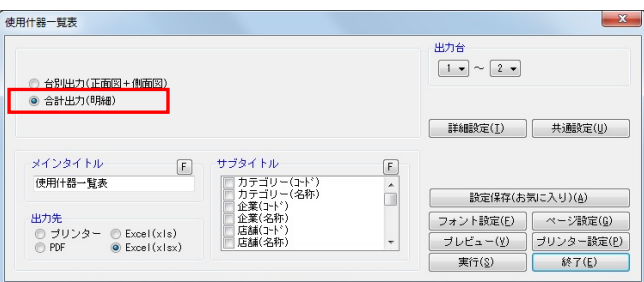 使用什器一覧表
台別出力(正面図+側面図)
合計出力(明細)
出力台
1 ～ 2
詳細設定(I)
共通設定(U)
メインタイトル
F
使用什器一覧表
サブタイトル
F
カテゴリー(コード)
カテゴリー(名称)
企業(コード)
企業(名称)
店舗(コード)
店舗(名称)
出力先
プリンター
Excel(xls)
PDF
Excel(xlsx)
設定保存(お気に入り)(A)
フォント設定(F)
ページ設定(G)
プレビュー(V)
プリンター設定(P)
実行(S)
終了(E)